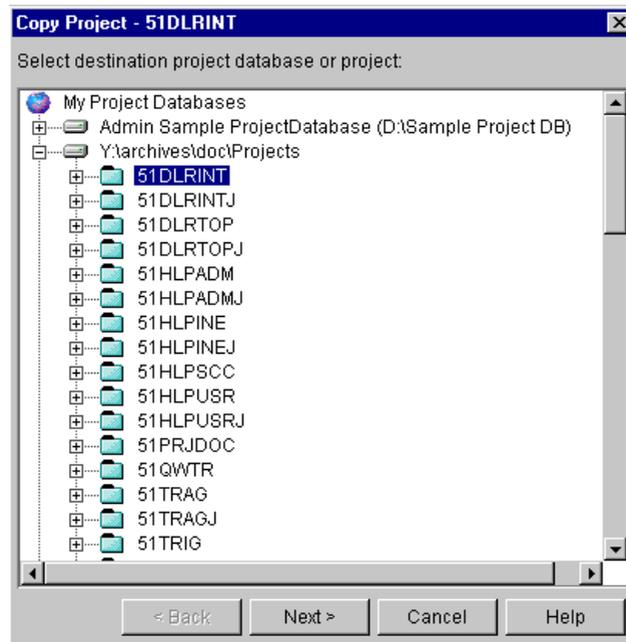 Copy Project - 51DLRINT
Select destination project database or project:
My Project Databases
Admin Sample ProjectDatabase (D:\Sample Project DB)
Y:\archives\doc\Projects
51DLRINT
51DLRINTJ
51DLRTOP
51DLRTOPJ
51HLPADM
51HLPADMJ
51HLPINE
51HLPINEJ
51HLPSCC
51HLPUSR
51HLPUSRJ
51PRJDOC
51QWTR
51TRAG
51TRAGJ
51TRIG
< Back Next > Cancel Help